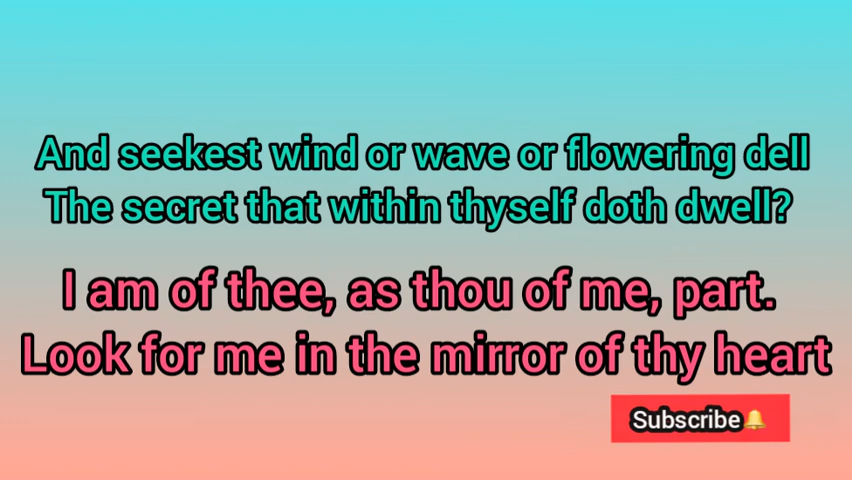 And seekest wind or wave or flowering dell
The secret that within thyself doth dwell?
I am of thee, as thou of me, part.
Look for me in the mirror of thy heart
Subscribe🔔